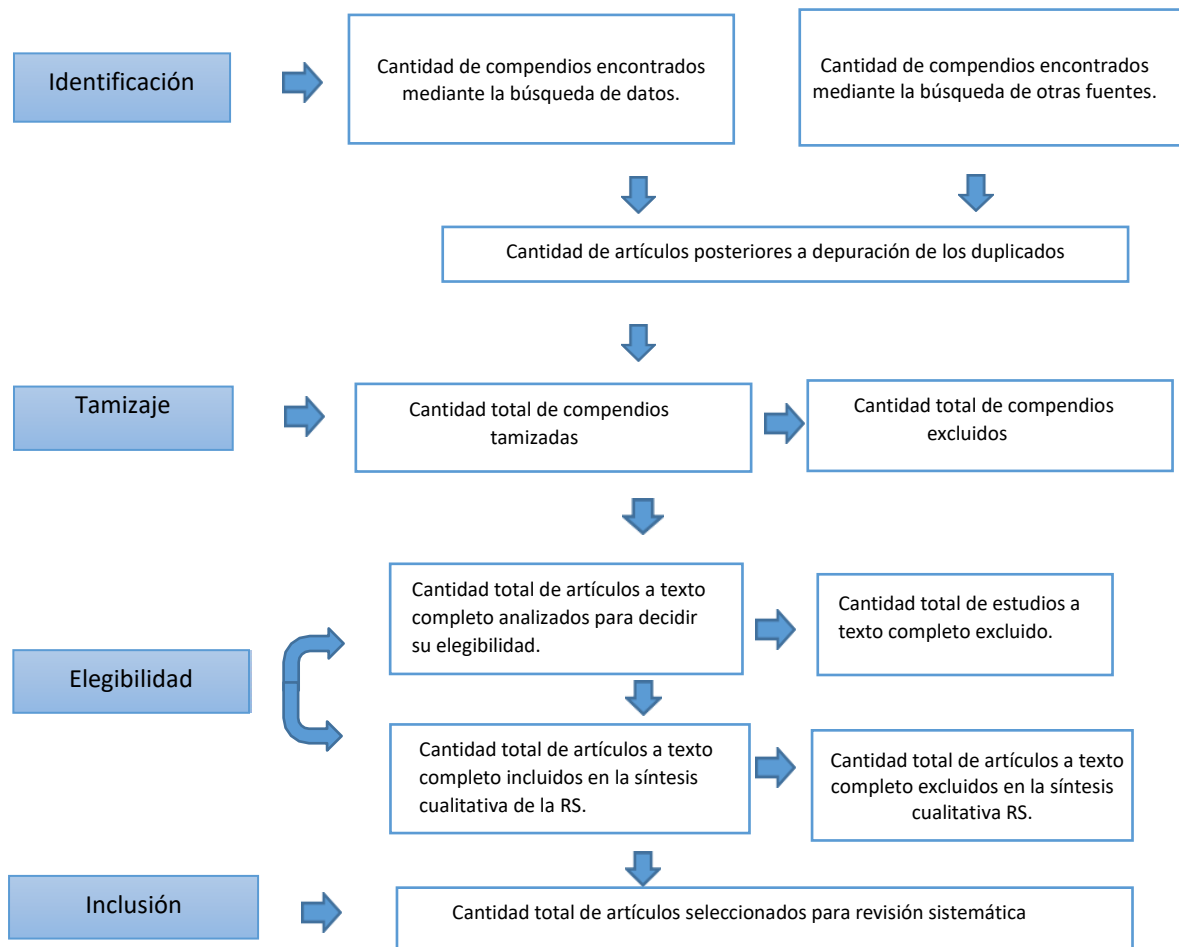 Identificación
Cantidad de compendios encontrados
mediante la búsqueda de datos.
Cantidad de compendios encontrados
mediante la búsqueda de otras fuentes.
Cantidad de artículos posteriores a depuración de los duplicados
Tamizaje
Cantidad total de compendios
tamizadas
Cantidad total de compendios
excluidos
Elegibilidad
Cantidad total de artículos a texto
completo analizados para decidir
su elegibilidad.
Cantidad total de estudios a
texto completo excluido.
Cantidad total de artículos a texto
completo incluidos en la síntesis
cualitativa de la RS.
Cantidad total de artículos a texto
completo excluidos en la síntesis
cualitativa RS.
Inclusión
Cantidad total de artículos seleccionados para revisión sistemática